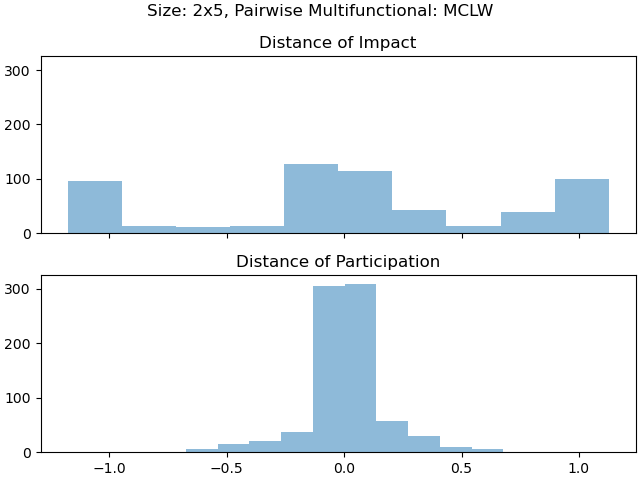 Size: 2x5, Pairwise Multifunctional: MCLW
Distance of Impact
300
200
100
0
Distance of Participation
300
200
100
0
−1.0 −0.5 0.0 0.5 1.0